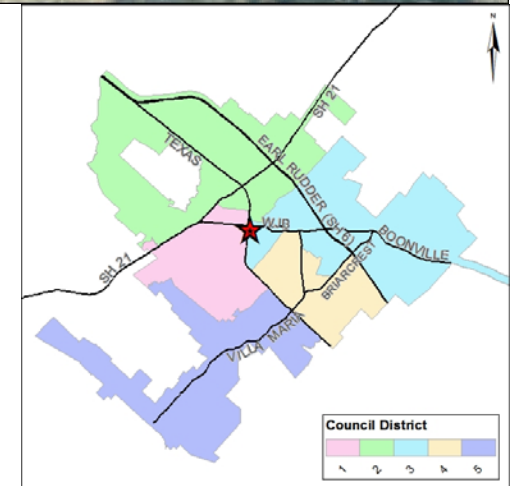 N
SH 21
EARL RUDDER (SH 6)
TEXAS
WJB
BOONVILLE
BRIARCREST
SH 21
VILLA MARIA
Council District
1 2 3 4 5